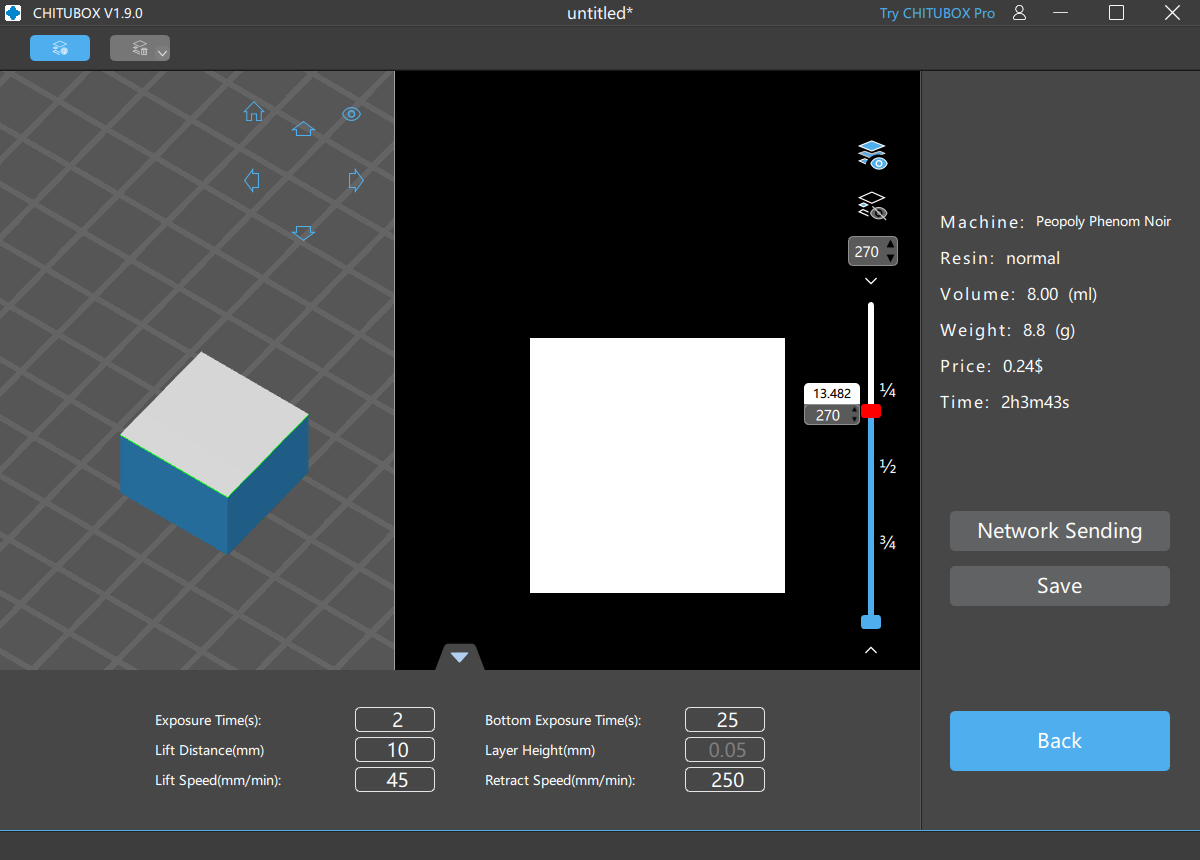 CHITUBOX V1.9.0
untitled*
Try CHITUBOX Pro
270
13.482
270
¼
½
¾
Machine: Peopoly Phenom Noir
Resin: normal
Volume: 8.00 (ml)
Weight: 8.8 (g)
Price: 0.24$
Time: 2h3m43s
Network Sending
Save
Back
Exposure Time(s): 2 Bottom Exposure Time(s): 25
Lift Distance(mm) 10 Layer Height(mm) 0.05
Lift Speed(mm/min): 45 Retract Speed(mm/min): 250